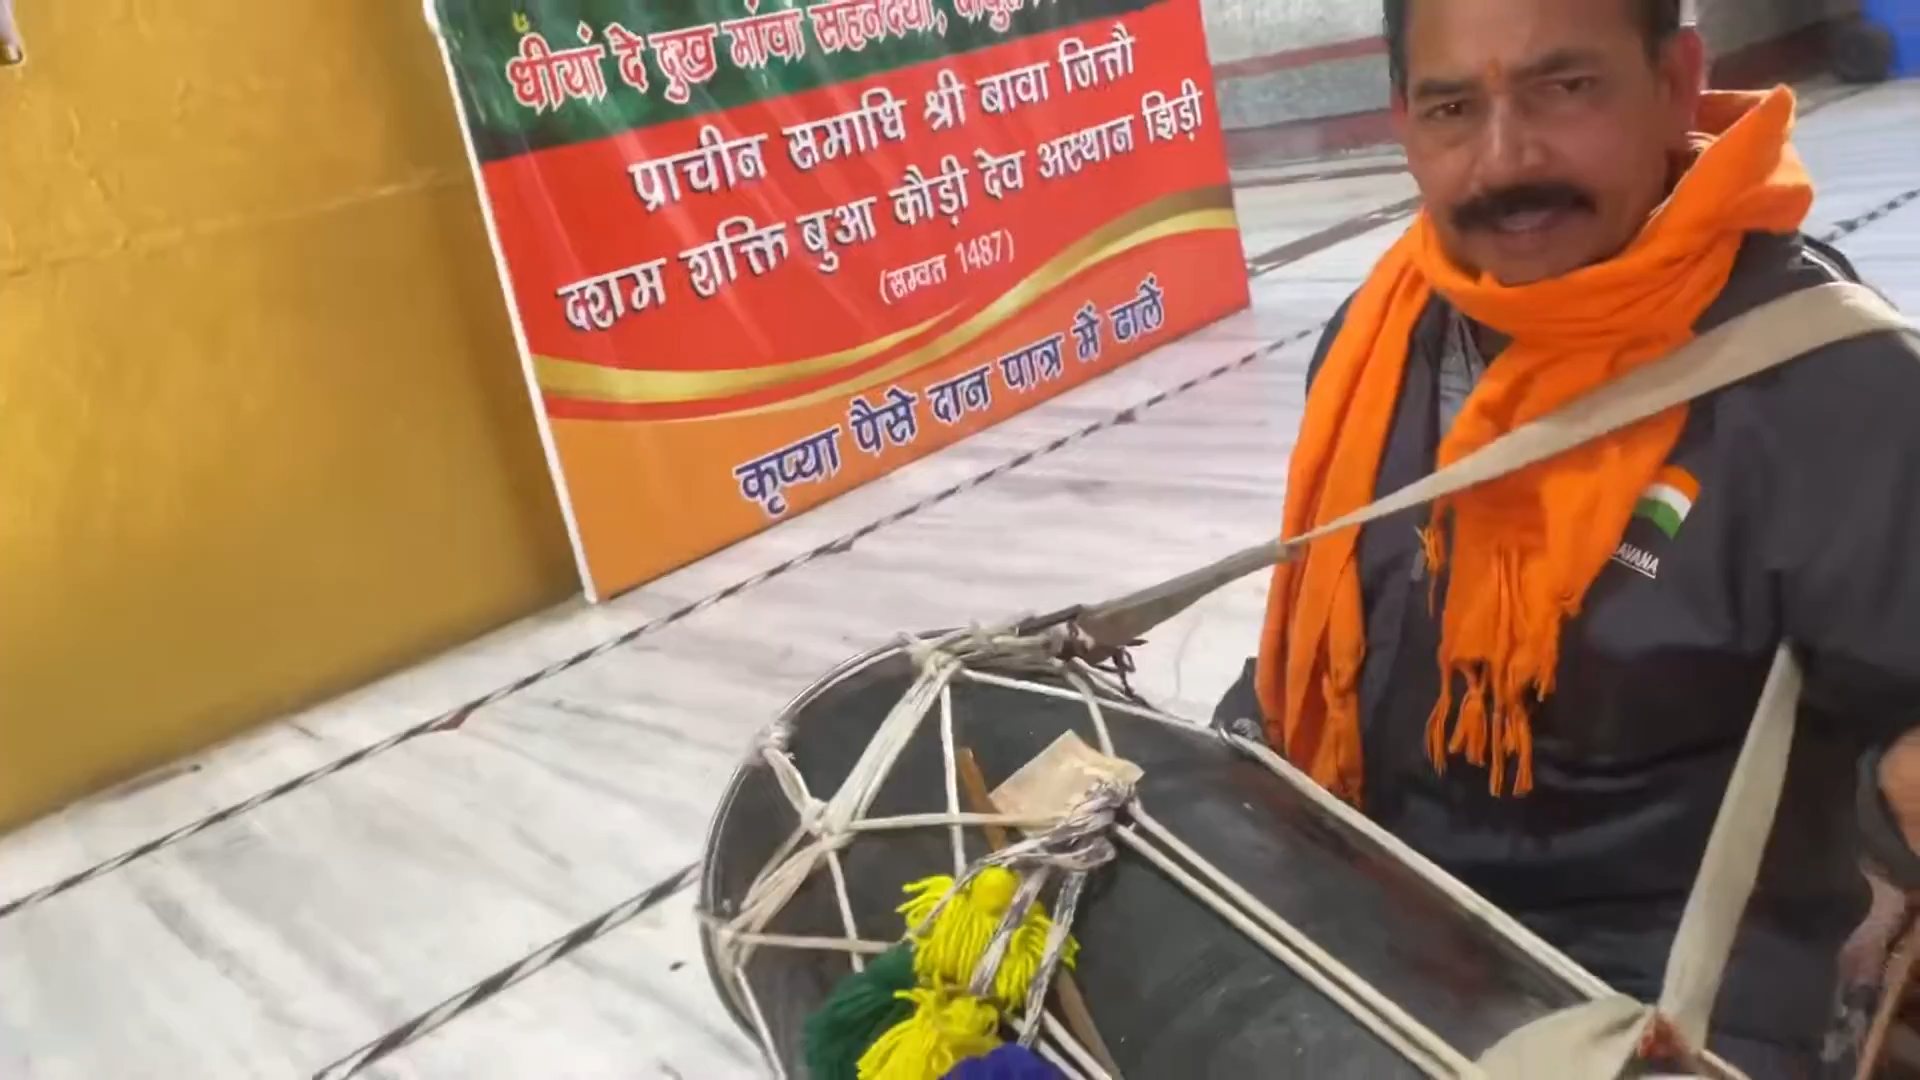 धीयां दे दुख मांवां सहनदीयां,
प्राचीन समाधि श्री बावा जित्तौ
दशम शक्ति बुआ कौड़ी देव अस्थान झिड़ी
(सम्वत 1487)
कृप्या पैसे दान पात्र में ढालें